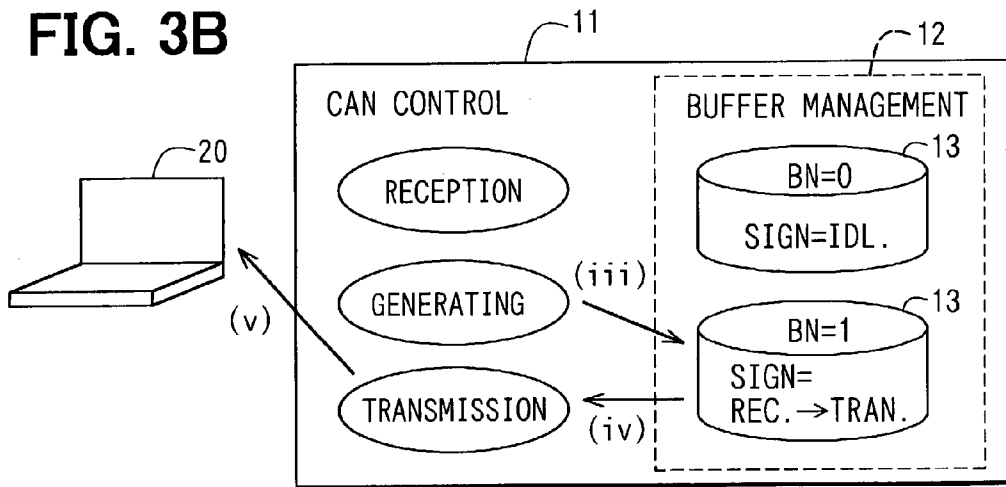 FIG. 3B
11
12
CAN CONTROL
BUFFER MANAGEMENT
20
13
RECEPTION
BN=0
SIGN=IDL.
(iii)
GENERATING
13
(v)
BN=1
SIGN=
REC.→TRAN.
TRANSMISSION
(iv)